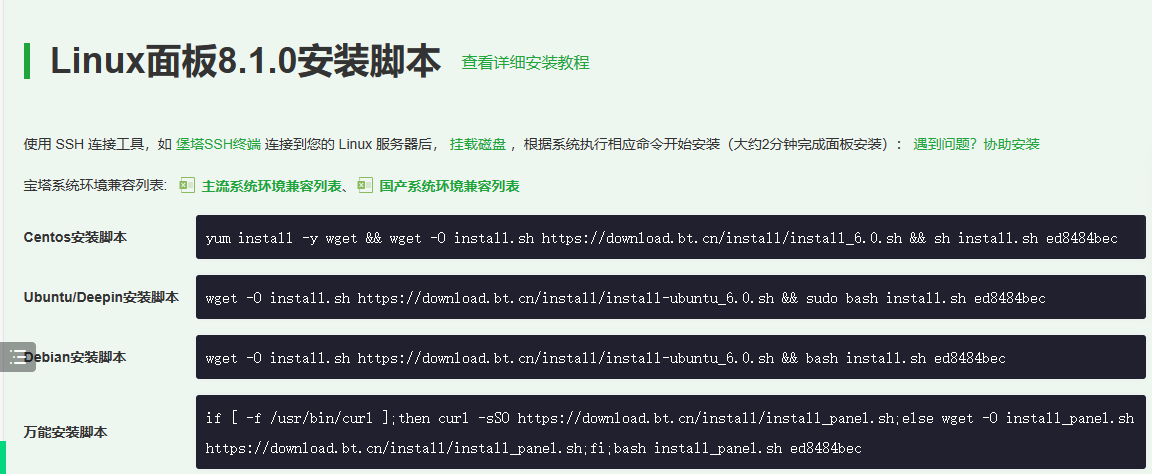 Linux面板8.1.0安装脚本 查看详细安装教程
使用 SSH 连接工具，如 堡塔SSH终端 连接到您的 Linux 服务器后， 挂载磁盘 ，根据系统执行相应命令开始安装（大约2分钟完成面板安装）： 遇到问题？协助安装
宝塔系统环境兼容列表: 主流系统环境兼容列表、 国产系统环境兼容列表
Centos安装脚本 yum install -y wget && wget -O install.sh https://download.bt.cn/install/install_6.0.sh && sh install.sh ed8484bec
Ubuntu/Deepin安装脚本 wget -O install.sh https://download.bt.cn/install/install-ubuntu_6.0.sh && sudo bash install.sh ed8484bec
Debian安装脚本 wget -O install.sh https://download.bt.cn/install/install-ubuntu_6.0.sh && bash install.sh ed8484bec
万能安装脚本 if [ -f /usr/bin/curl ];then curl -sSO https://download.bt.cn/install/install_panel.sh;else wget -O install_panel.sh
https://download.bt.cn/install/install_panel.sh;fi;bash install_panel.sh ed8484bec